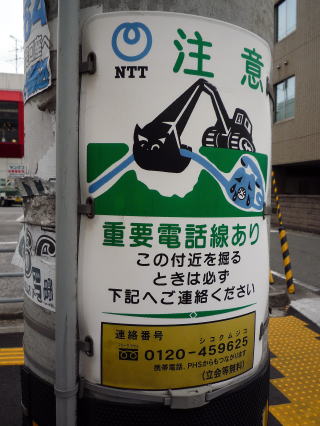 NTT
注意
重要電話線あり
この付近を掘る
ときは必ず
下記へご連絡ください
連絡番号
シコクムジコ
0120-459625
携帯電話、PHSからもつながります
(立会等無料)